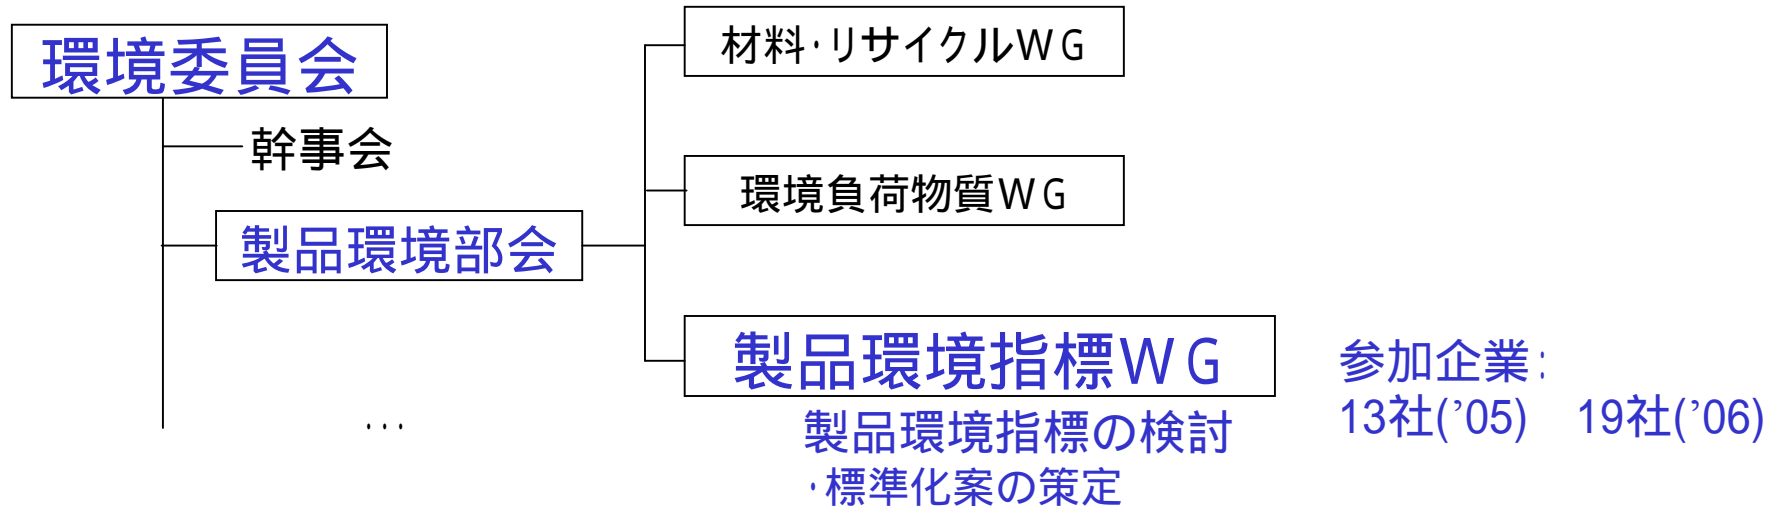 環境委員会
幹事会
製品環境部会
…
材料・リサイクルWG
環境負荷物質WG
製品環境指標WG
製品環境指標の検討
・標準化案の策定
参加企業:
13社('05) 19社('06)